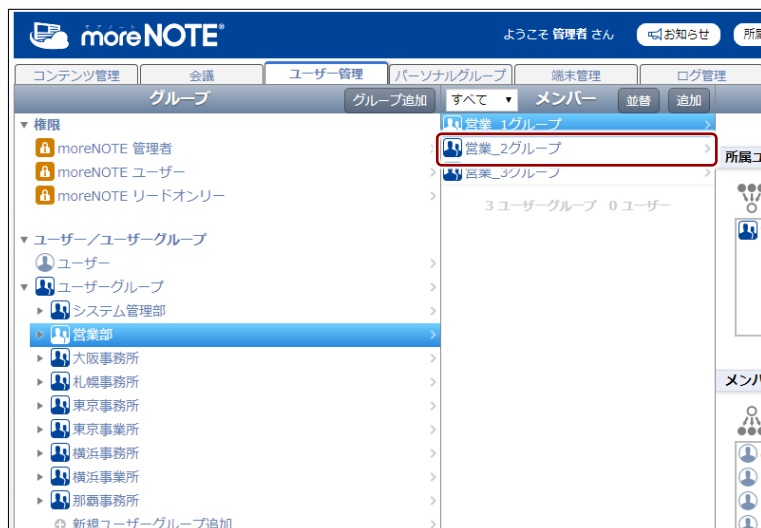 モアノート
moreNOTE®
ようこそ 管理者 さん
お知らせ
所属
コンテンツ管理
会議
ユーザー管理
パーソナルグループ
端末管理
ログ管理
グループ
グループ追加
すべて
メンバー
並替
追加
権限
moreNOTE 管理者
moreNOTE ユーザー
moreNOTE リードオンリー
ユーザー／ユーザーグループ
ユーザー
ユーザーグループ
システム管理部
営業部
大阪事務所
札幌事務所
東京事務所
東京事業所
横浜事務所
横浜事業所
那覇事務所
新規ユーザーグループ追加
営業_1グループ
営業_2グループ
営業_3グループ
3 ユーザーグループ 0 ユーザー
所属ユ
メンバ